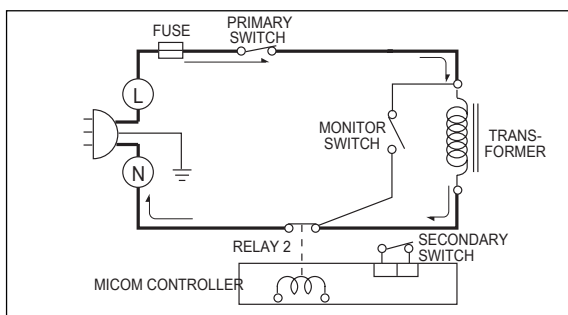 FUSE
PRIMARY
SWITCH
L
MONITOR
SWITCH
TRANS-
FORMER
N
RELAY 2
SECONDARY
SWITCH
MICOM CONTROLLER